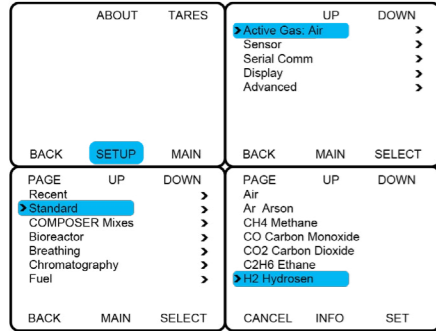 ABOUT TARES
BACK SETUP MAIN
UP DOWN
Active Gas: Air
Sensor
Serial Comm
Display
Advanced
BACK MAIN SELECT
PAGE UP DOWN
Recent
Standard
COMPOSER Mixes
Bioreactor
Breathing
Chromatography
Fuel
BACK MAIN SELECT
PAGE UP DOWN
Air
Ar Arson
CH4 Methane
CO Carbon Monoxide
CO2 Carbon Dioxide
C2H6 Ethane
H2 Hydrosen
CANCEL INFO SET